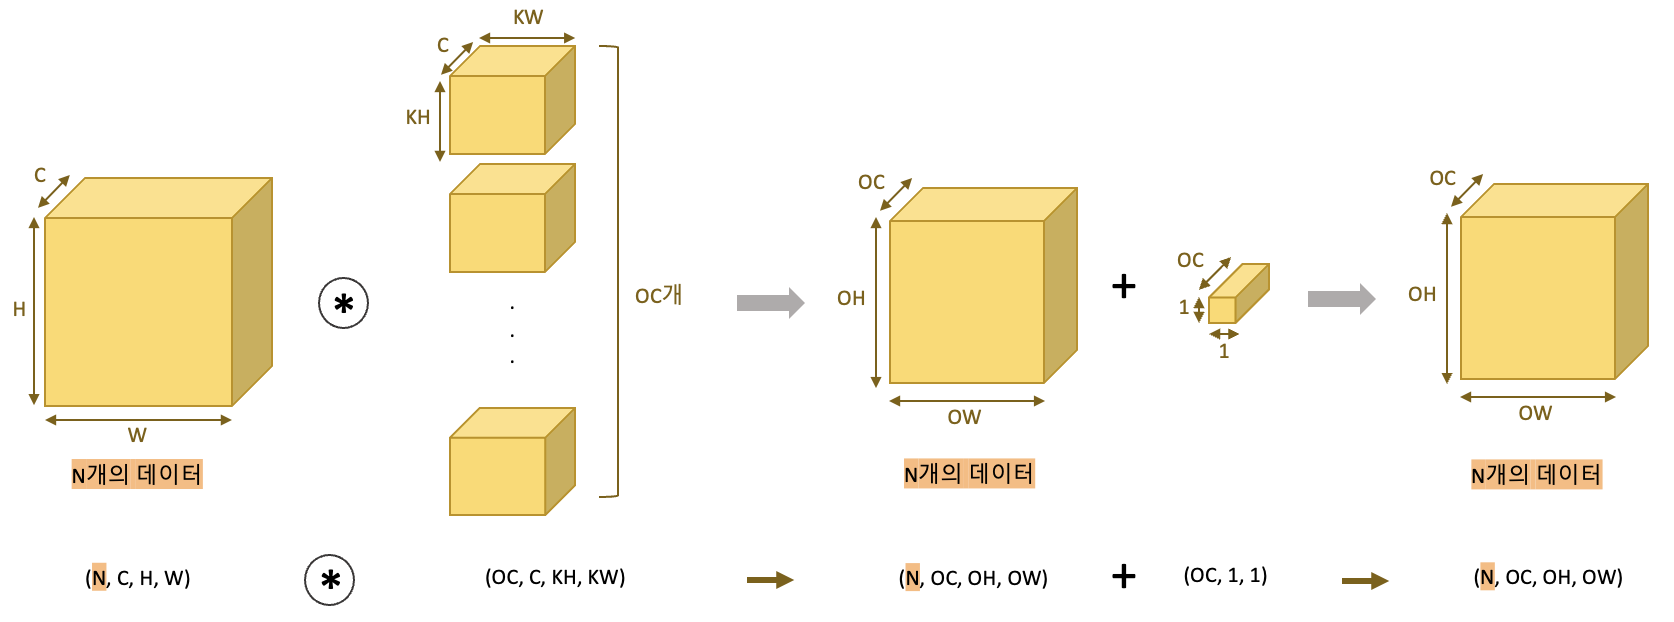 KW
C
KH
C
H
W
*
OC개
OC
OH
OW
+
OC
1
1
OC
OH
OW
N개의 데이터
N개의 데이터
N개의 데이터
(N, C, H, W) * (OC, C, KH, KW) → (N, OC, OH, OW) + (OC, 1, 1) → (N, OC, OH, OW)